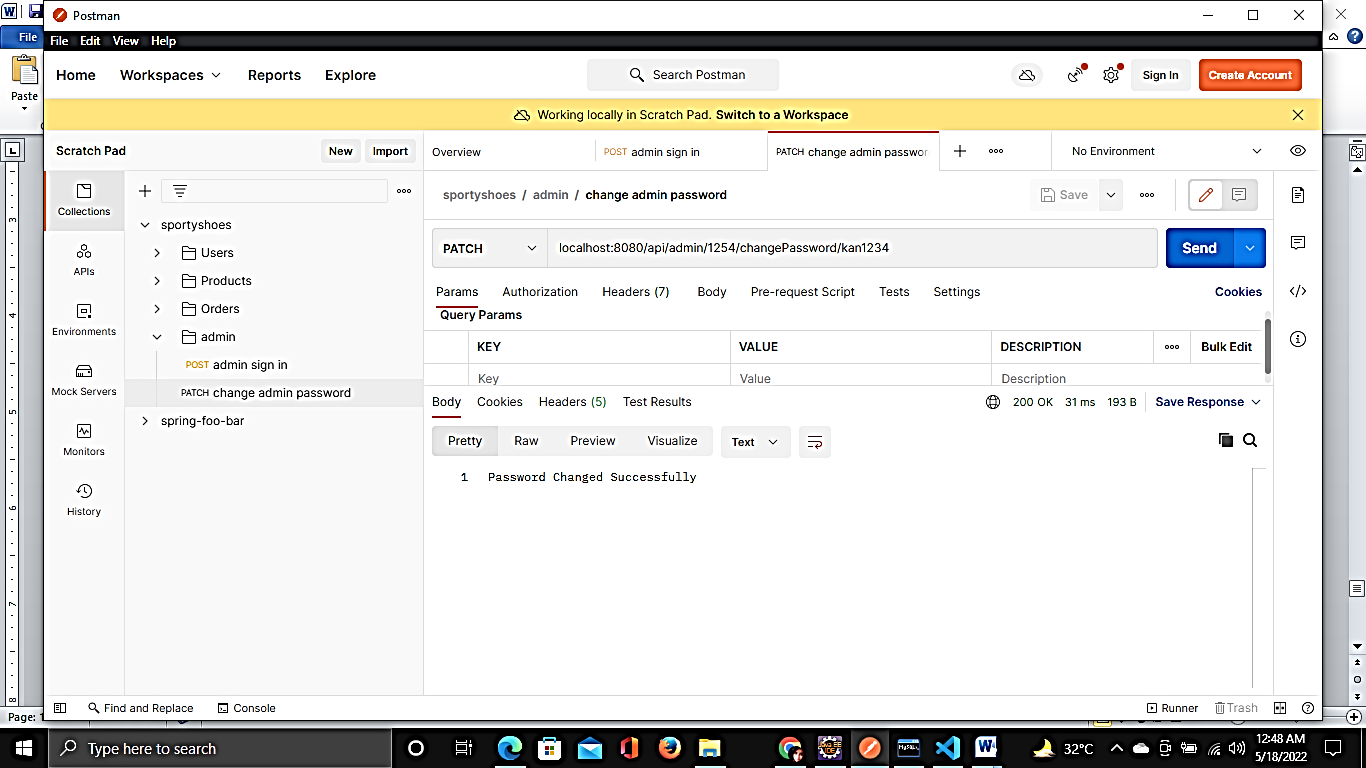 Postman
File
File Edit View Help
Paste
Home Workspaces Reports Explore Search Postman Sign In Create Account
Working locally in Scratch Pad. Switch to a Workspace
Scratch Pad New Import Overview POST admin sign in PATCH change admin passwor No Environment
Collections
APIs
Environments
Mock Servers
Monitors
History
sportyshoes
Users
Products
Orders
admin
POST admin sign in
PATCH change admin password
spring-foo-bar
sportyshoes / admin / change admin password Save
PATCH localhost:8080/api/admin/1254/changePassword/kan1234 Send
Params Authorization Headers (7) Body Pre-request Script Tests Settings Cookies
Query Params
KEY VALUE DESCRIPTION Bulk Edit
Key Value Description
Body Cookies Headers (5) Test Results 200 OK 31 ms 193 B Save Response
Pretty Raw Preview Visualize Text
1 Password Changed Successfully
3
4
5
6
7
Find and Replace Console Runner Trash
Page: 1
Type here to search 32°C 12:48 AM
5/18/2022